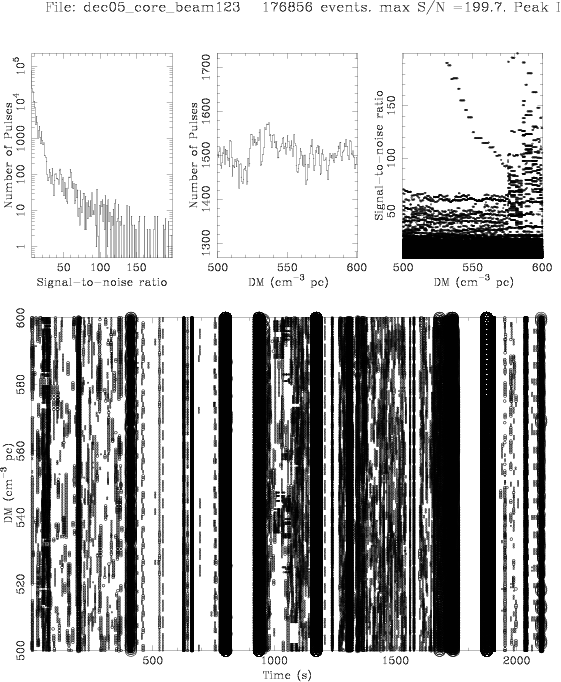 File: dec05_core_beam123 176856 events. max S/N =199.7. Peak I
Number of Pulses
1 10 100 1000 10⁴ 10⁵
50 100 150
Signal-to-noise ratio
Number of Pulses
1300 1400 1500 1600 1700
500 550 600
DM (cm⁻³ pc)
Signal-to-noise ratio
50 100 150
500 550 600
DM (cm⁻³ pc)
DM (cm⁻³ pc)
500 520 540 560 580 600
500 1000 1500 2000
Time (s)